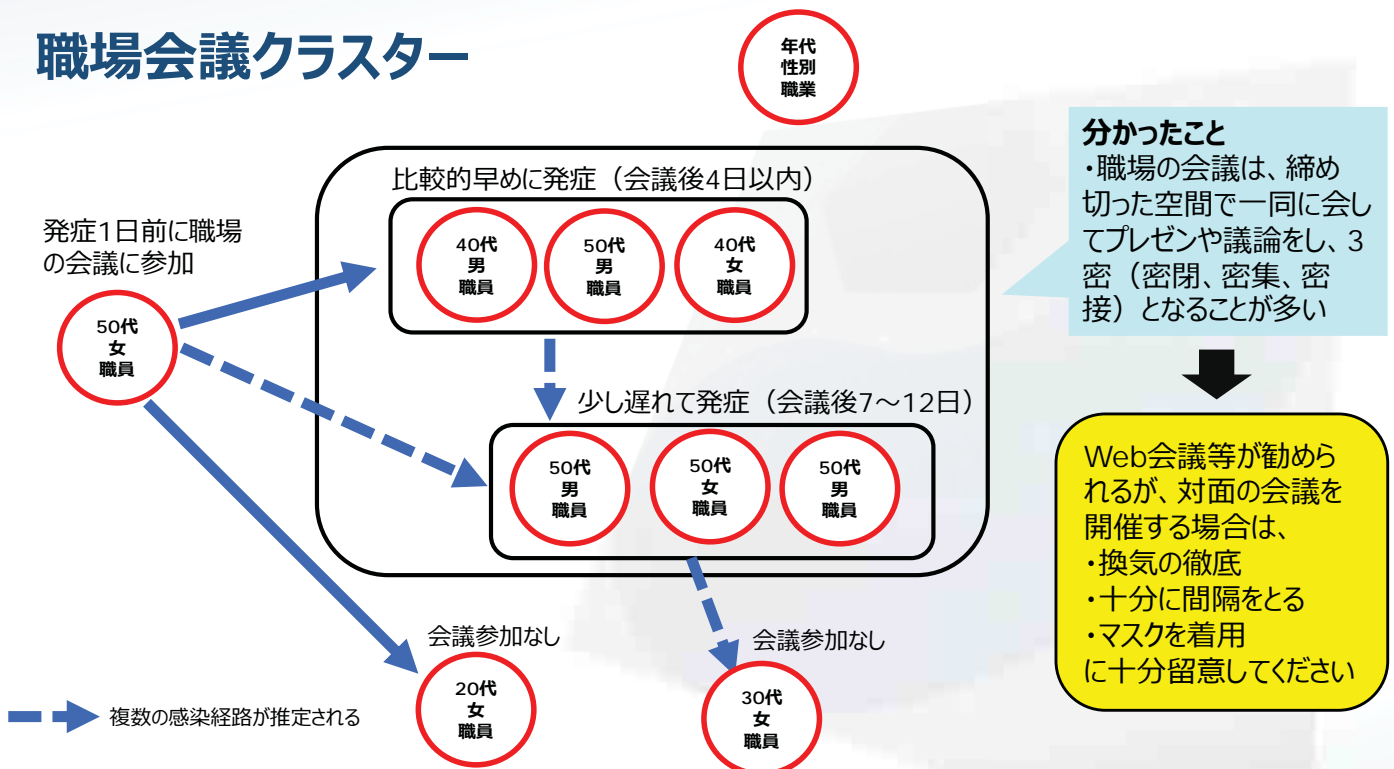 職場会議クラスター
年代
性別
職業
比較的早めに発症（会議後4日以内）
40代
男
職員
50代
男
職員
40代
女
職員
発症1日前に職場
の会議に参加
50代
女
職員
少し遅れて発症（会議後7～12日）
50代
男
職員
50代
女
職員
50代
男
職員
会議参加なし
20代
女
職員
会議参加なし
30代
女
職員
複数の感染経路が推定される
分かったこと
・職場の会議は、締め
切った空間で一同に会し
てプレゼンや議論をし、3
密（密閉、密集、密
接）となることが多い
Web会議等が勧めら
れるが、対面の会議を
開催する場合は、
・換気の徹底
・十分に間隔をとる
・マスクを着用
に十分留意してください